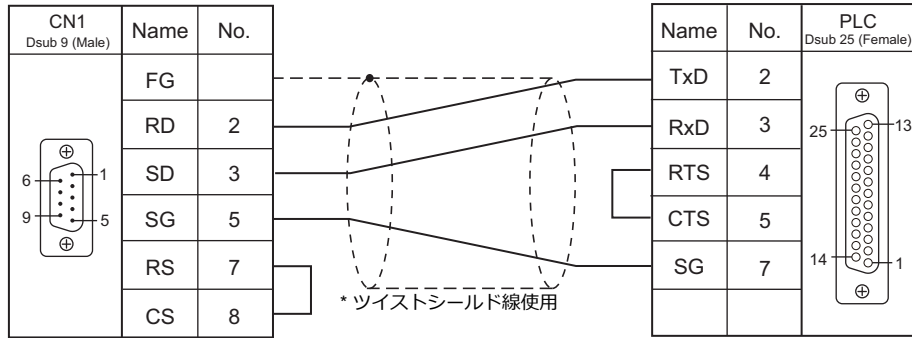 CN1
Dsub 9 (Male)
Name
No.
FG
RD
2
SD
3
SG
5
RS
7
CS
8
6
1
9
5
* ツイストシールド線使用
Name
No.
PLC
Dsub 25 (Female)
TxD
2
RxD
3
RTS
4
CTS
5
SG
7
25
13
14
1